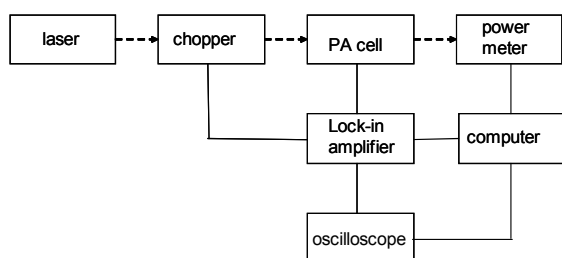 laser
chopper
PA cell
power
meter
Lock-in
amplifier
computer
oscilloscope